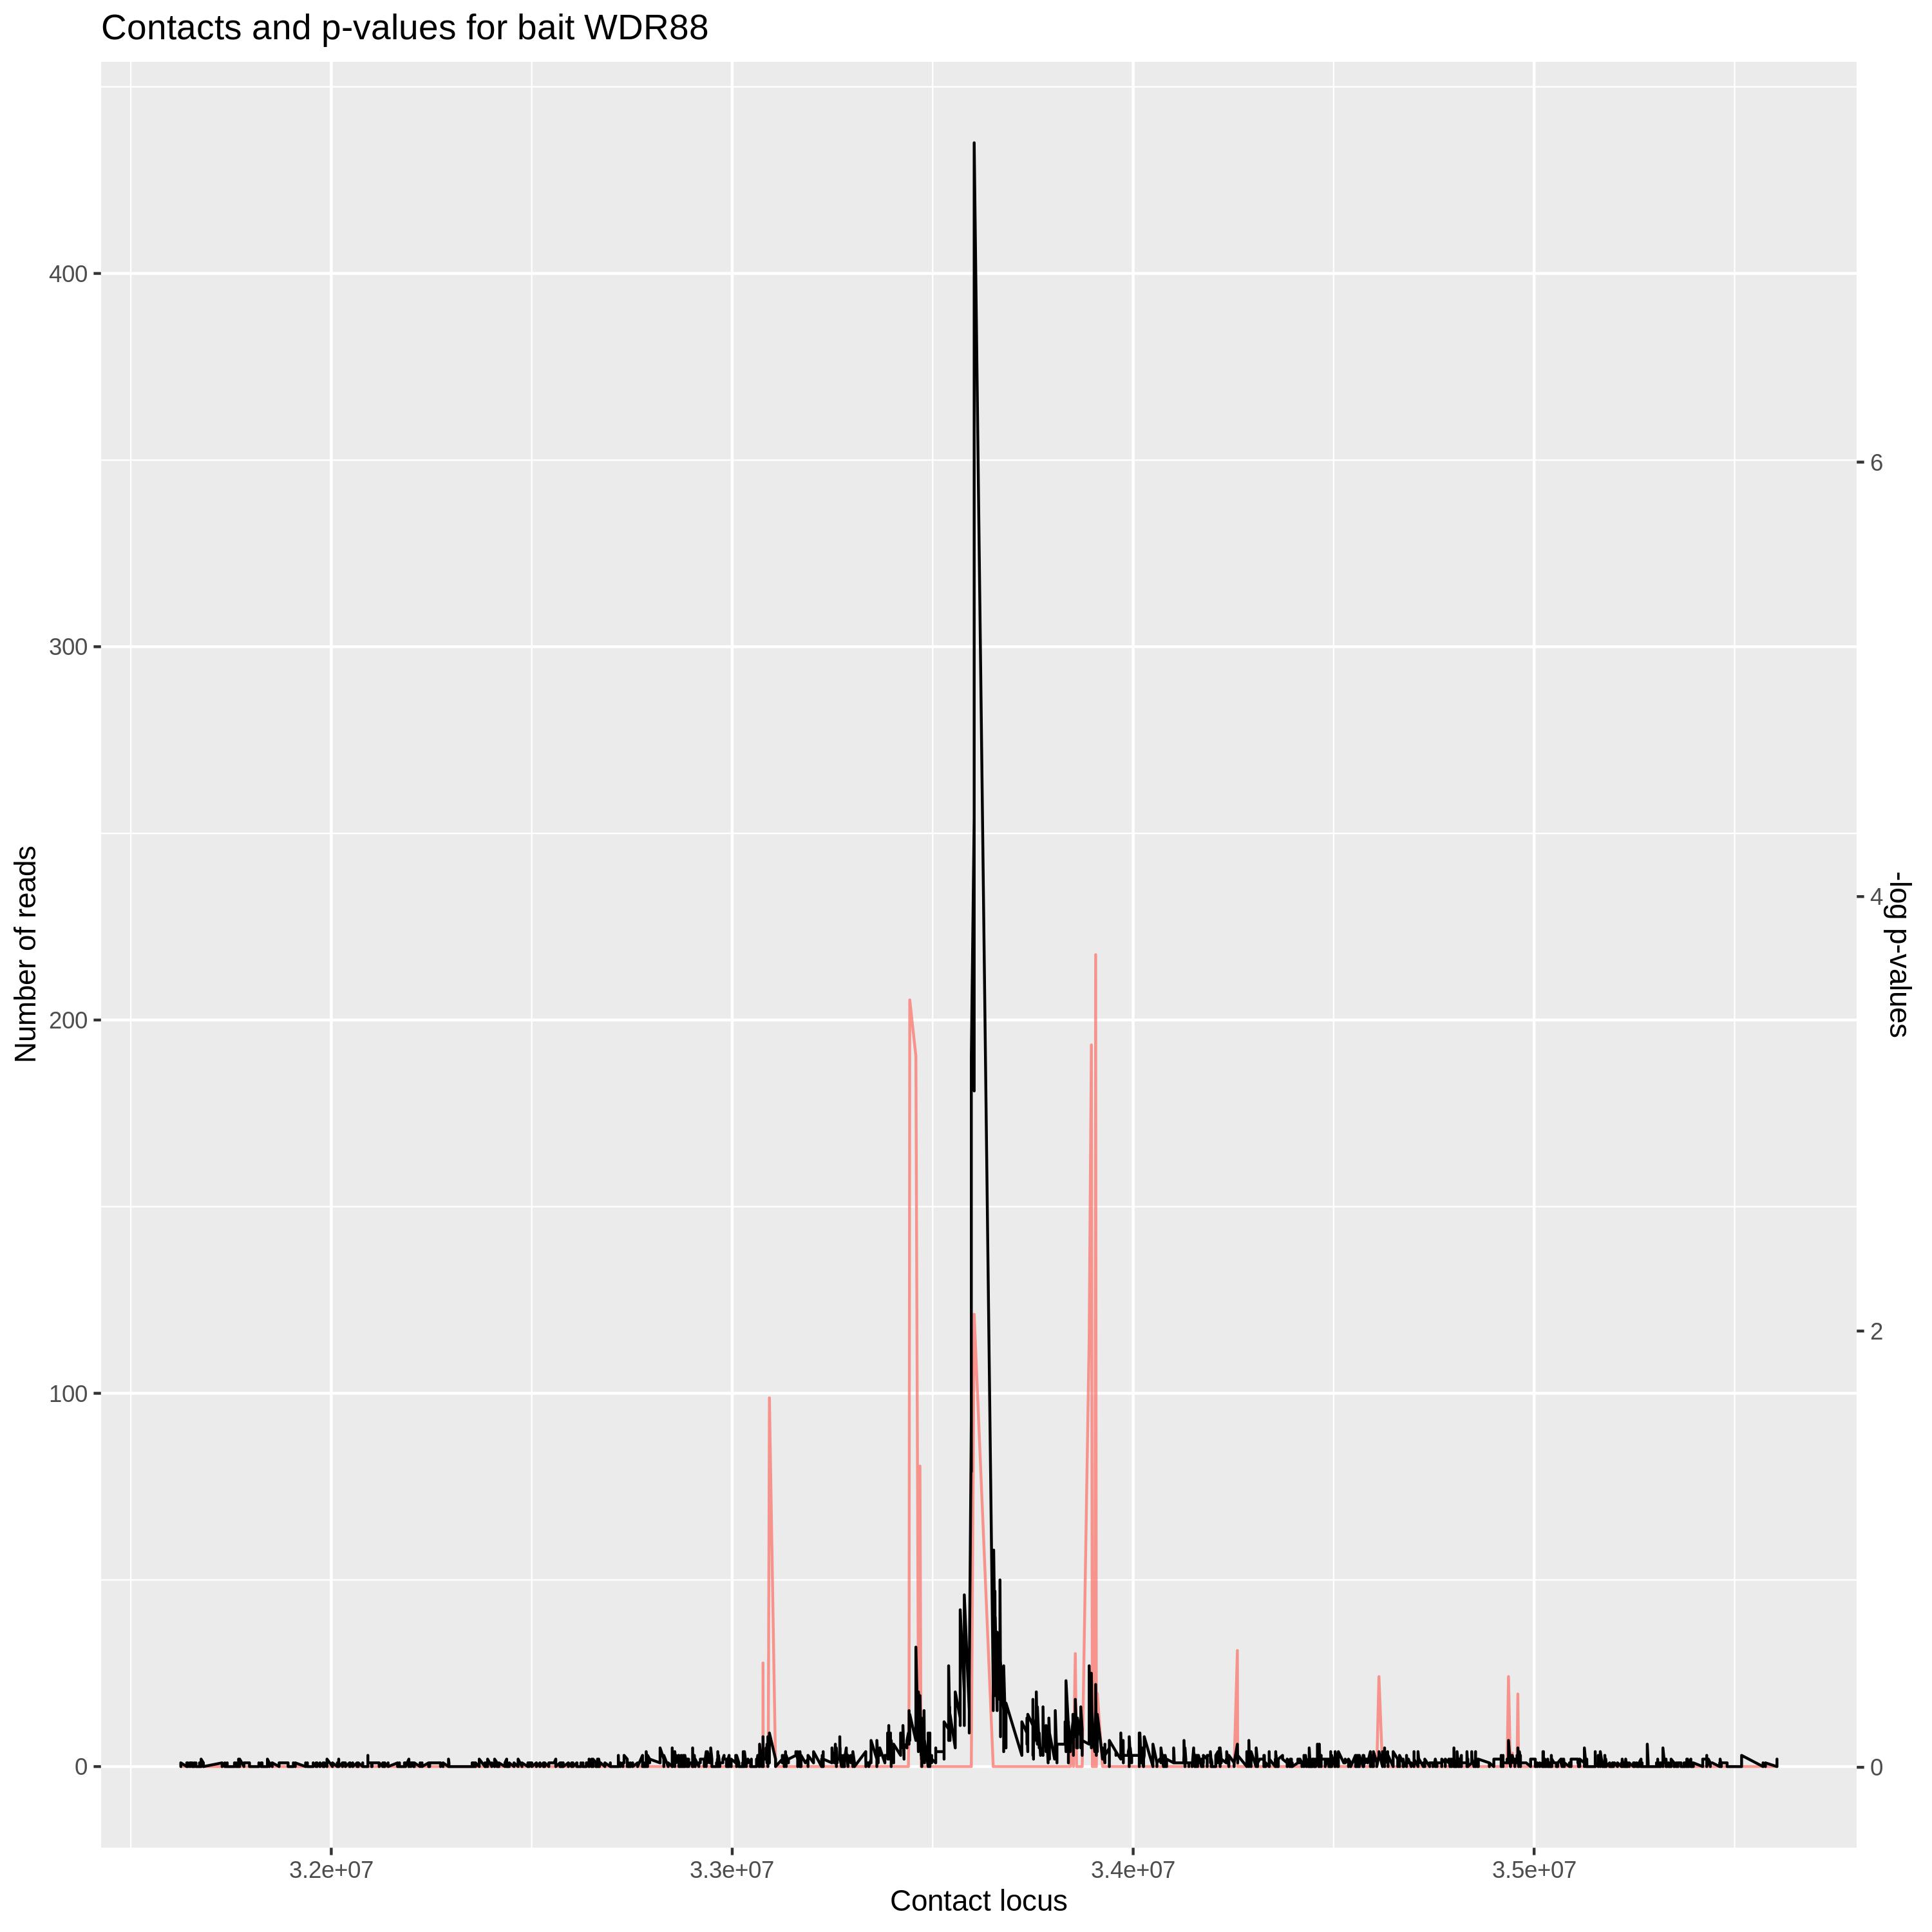 Contacts and p-values for bait WDR88
400
300
200
100
0
Number of reads
6
4
2
0
-log p-values
3.2e+07
3.3e+07
3.4e+07
3.5e+07
Contact locus